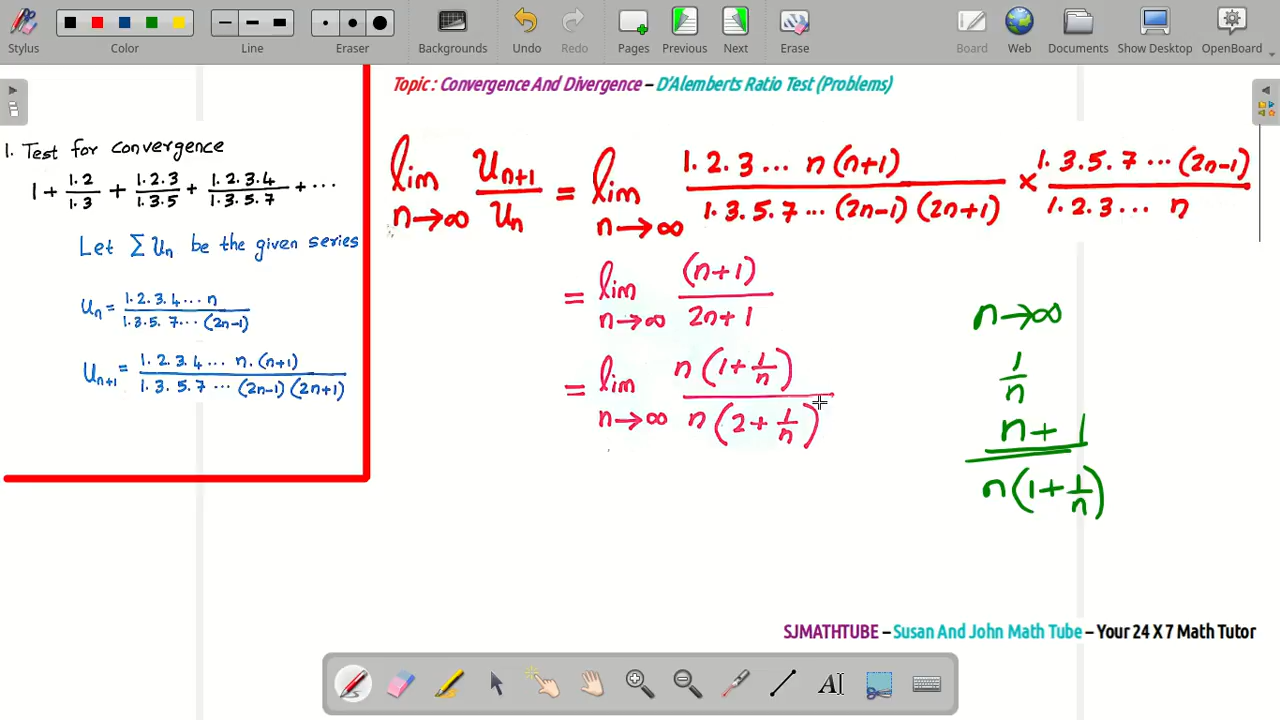 Stylus Color Line Eraser Backgrounds Undo Redo Pages Previous Next Erase Board Web Documents Show Desktop OpenBoard
Topic : Convergence And Divergence – D'Alemberts Ratio Test (Problems)
1. Test for convergence
1 + 1.2/1.3 + 1.2.3/1.3.5 + 1.2.3.4/1.3.5.7 + ...
Let ∑ Un be the given series
Un = 1.2.3.4... n / 1.3.5.7... (2n-1)
Un+1 = 1.2.3.4... n.(n+1) / 1.3.5.7 ... (2n-1)(2n+1)
lim n→∞ Un+1/Un = lim n→∞ 1.2.3... n(n+1) / 1.3.5.7... (2n-1)(2n+1) × 1.3.5.7 ... (2n-1) / 1.2.3... n
= lim n→∞ (n+1) / 2n+1
= lim n→∞ n(1+1/n) / n(2+1/n)
n→∞
1/n
n+1
n(1+1/n)
SJMATHTUBE – Susan And John Math Tube – Your 24 X 7 Math Tutor